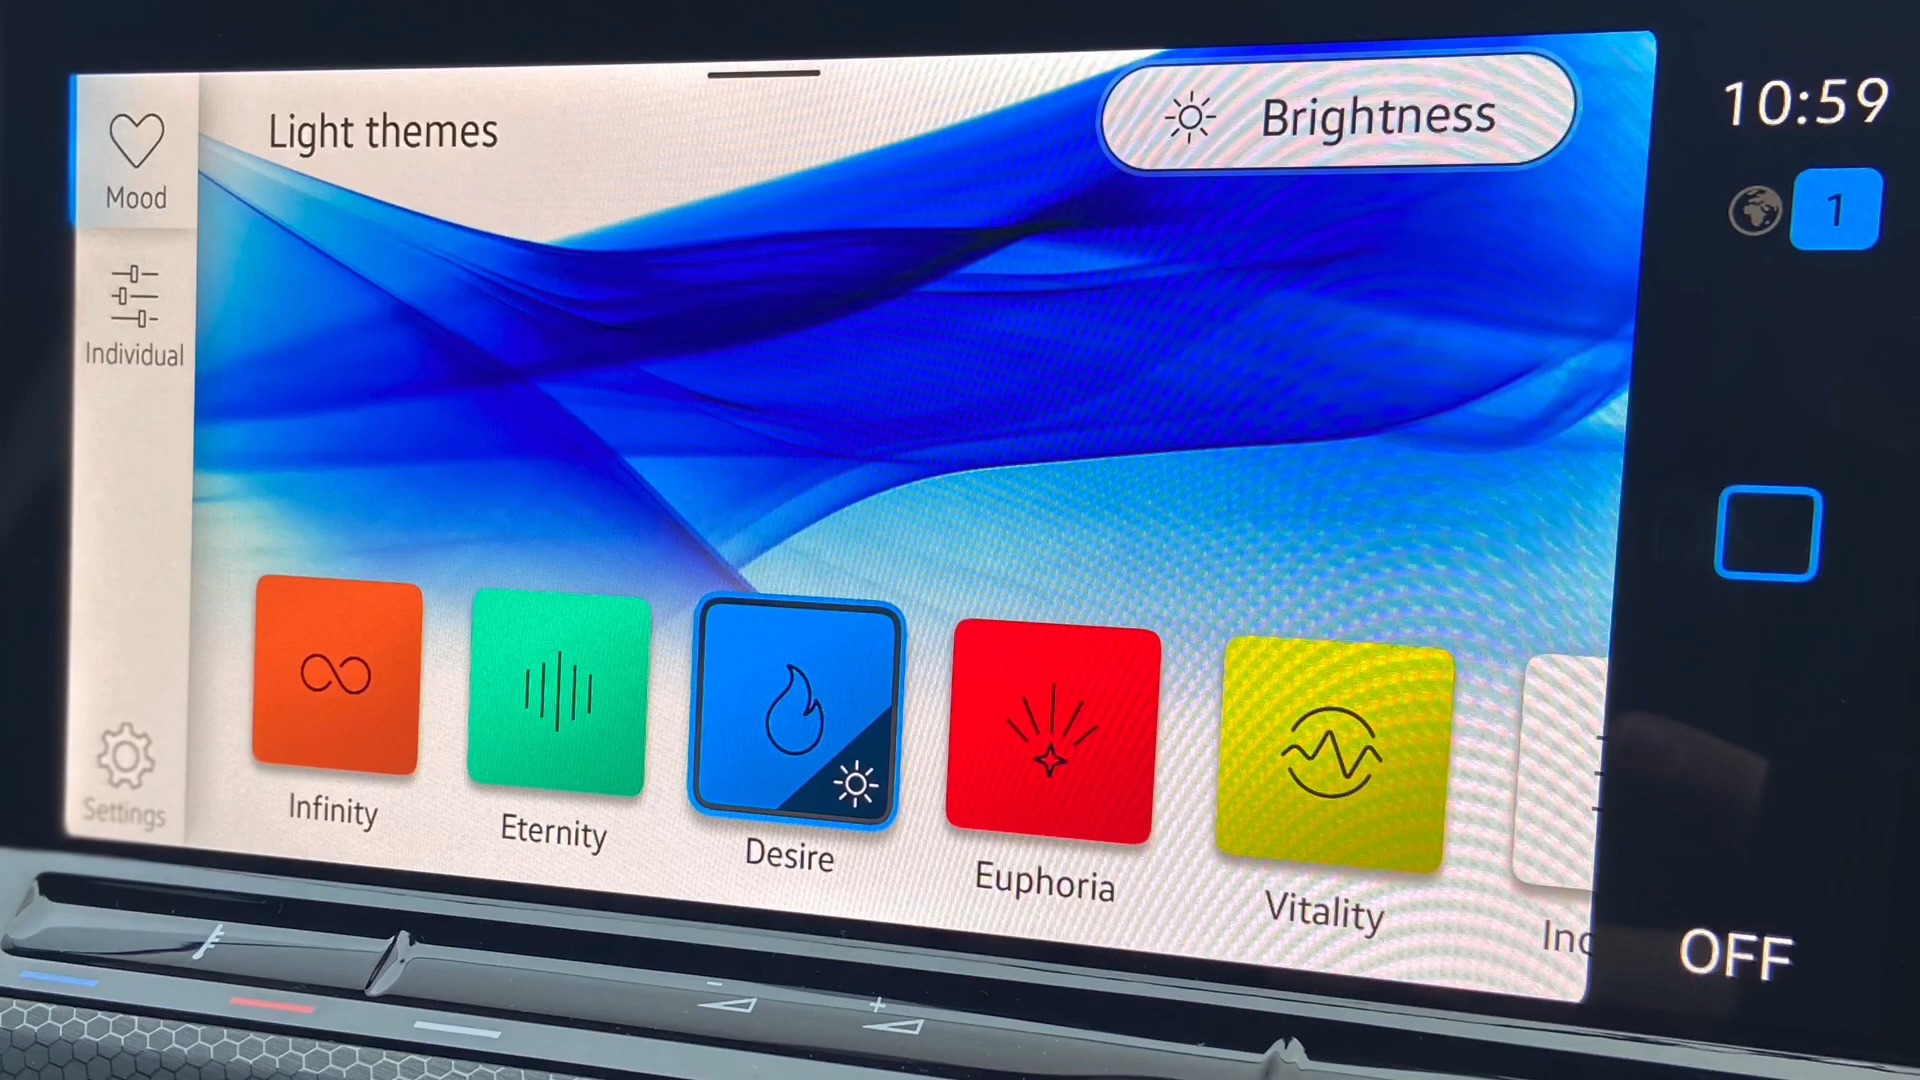 Light themes
Brightness
10:59
1
Mood
Individual
Settings
Infinity
Eternity
Desire
Euphoria
Vitality
OFF